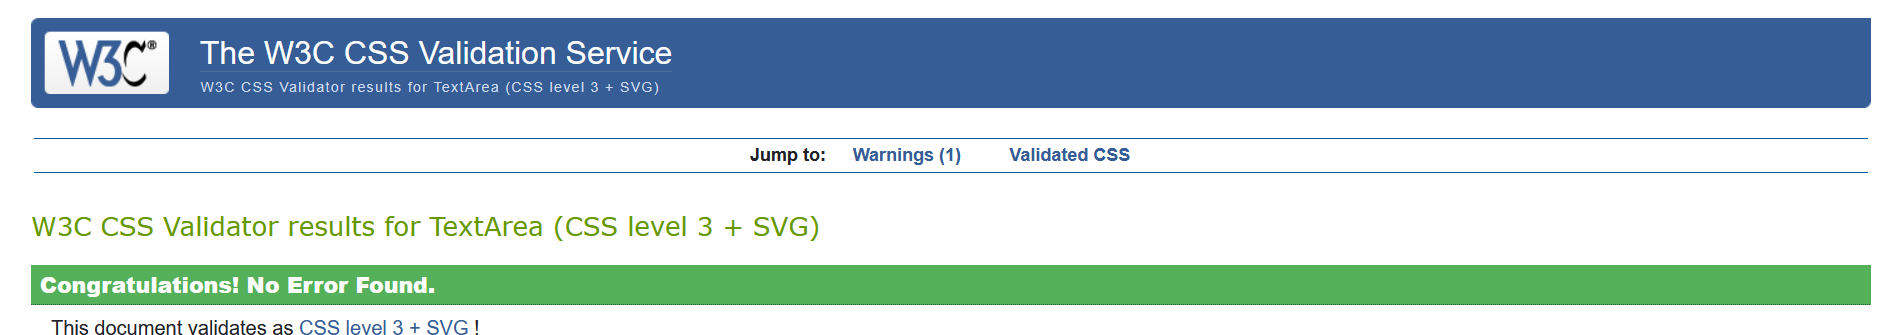 W3C®
The W3C CSS Validation Service
W3C CSS Validator results for TextArea (CSS level 3 + SVG)
Jump to: Warnings (1) Validated CSS
W3C CSS Validator results for TextArea (CSS level 3 + SVG)
Congratulations! No Error Found.
This document validates as CSS level 3 + SVG !